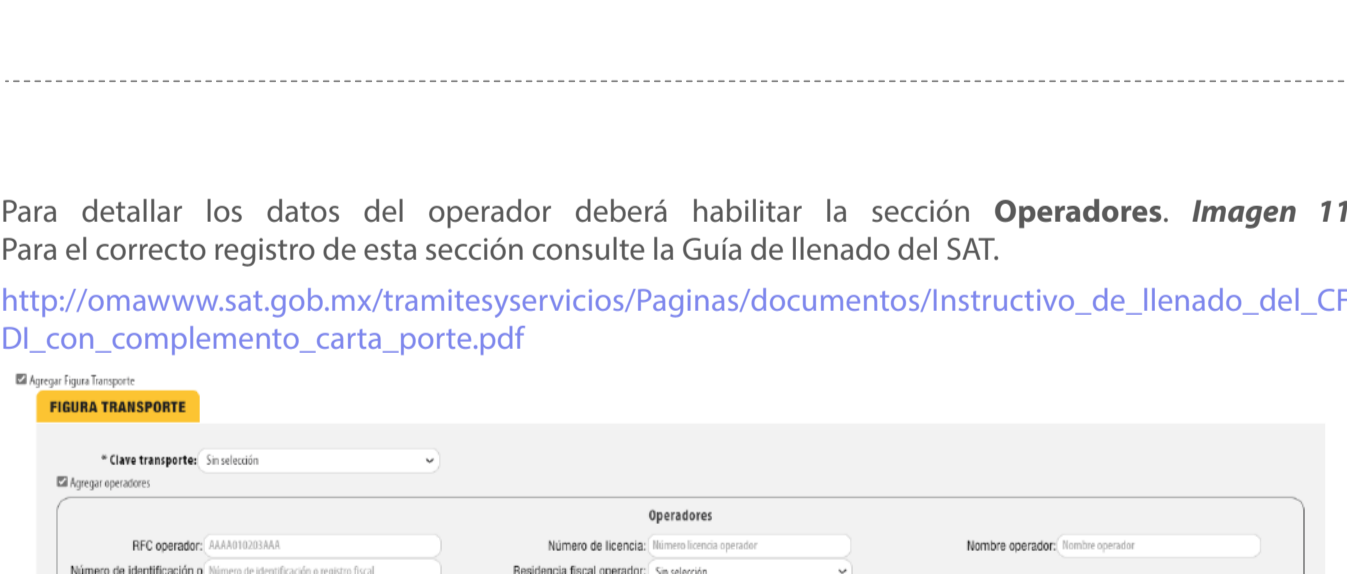 Para detallar los datos del operador deberá habilitar la sección Operadores. Imagen 11
Para el correcto registro de esta sección consulte la Guía de llenado del SAT.
http://omawww.sat.gob.mx/tramitesyservicios/Paginas/documentos/Instructivo_de_llenado_del_CF
DI_con_complemento_carta_porte.pdf
Agregar Figura Transporte
FIGURA TRANSPORTE
* Clave transporte: Sin selección
Agregar operadores
Operadores
RFC operador: AAAA010203AAA Número de licencia: Número licencia operador Nombre operador: Nombre operador
Número de identificación o Número de identificación o registro fiscal Residencia fiscal operador: Sin selección